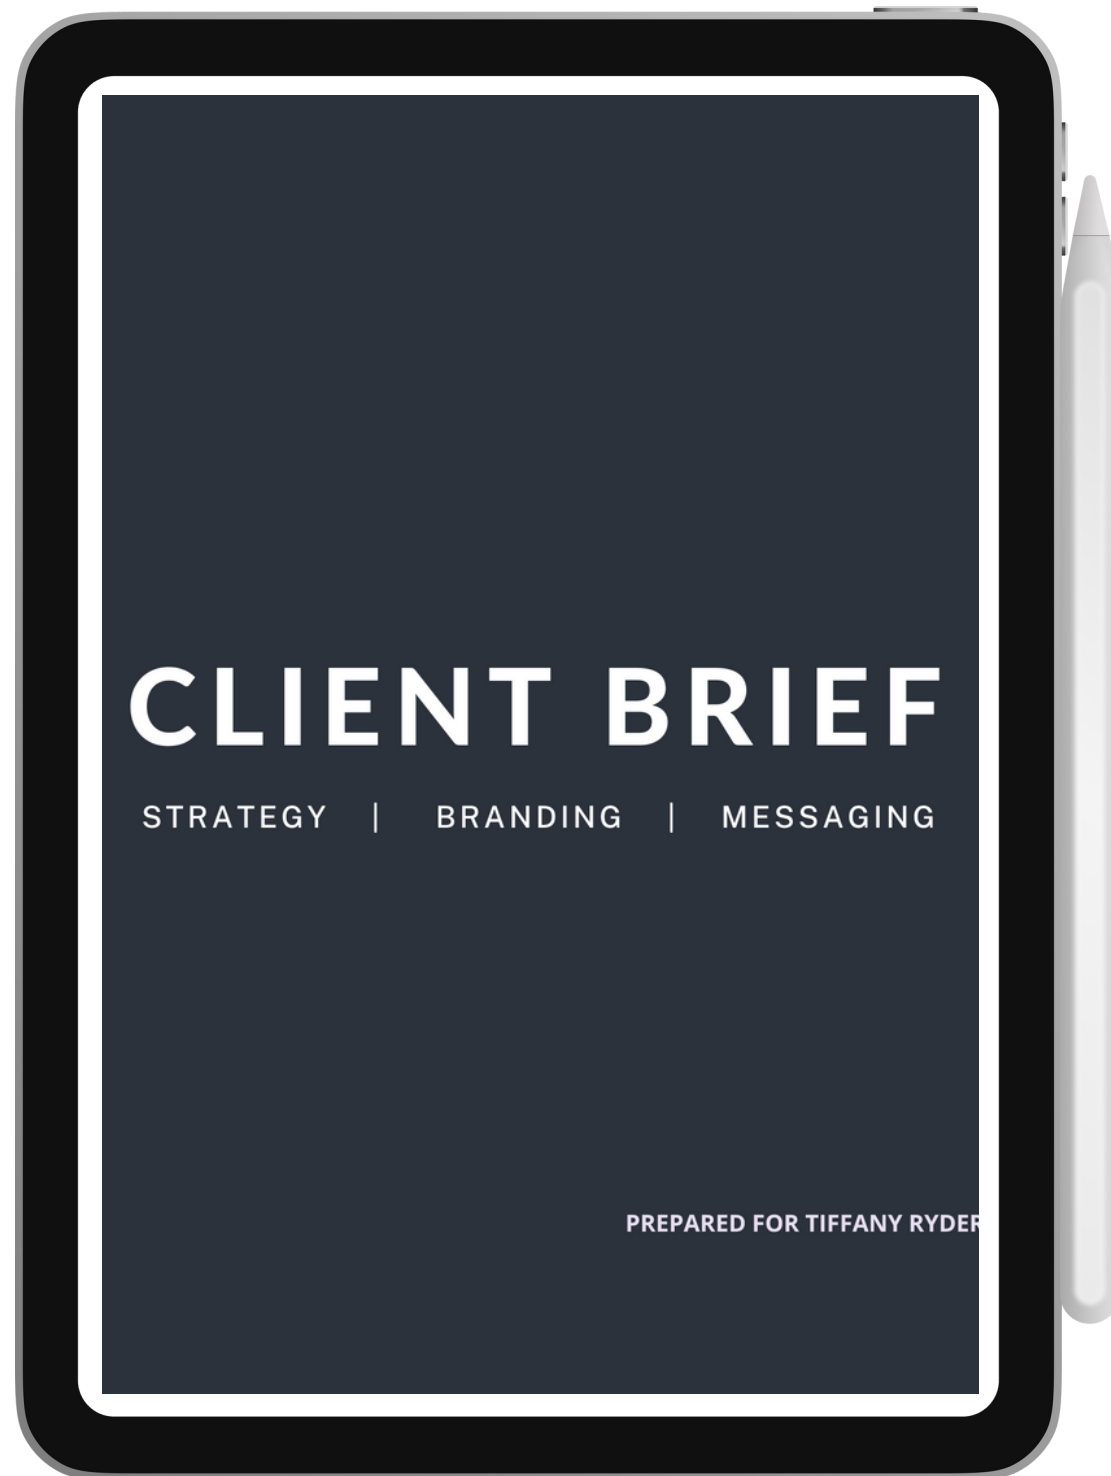 CLIENT BRIEF
STRATEGY | BRANDING | MESSAGING
PREPARED FOR TIFFANY RYDER